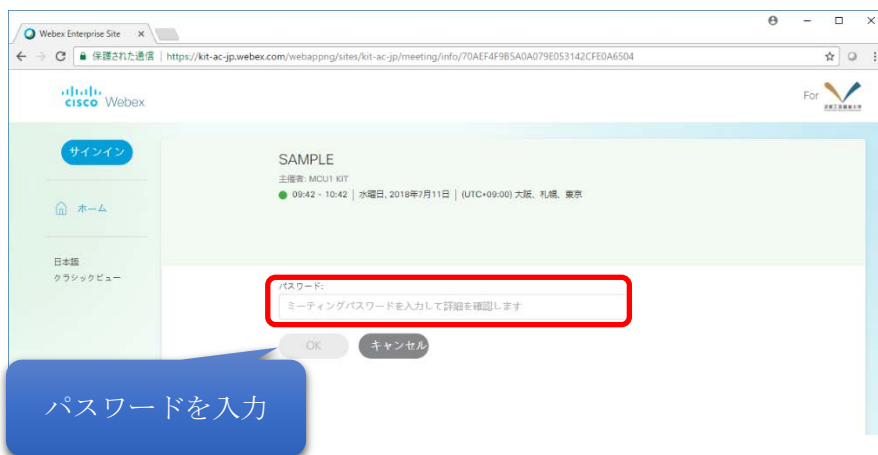 Webex Enterprise Site
保護された通信 | https://kit-ac-jp.webex.com/webappng/sites/kit-ac-jp/meeting/info/70AEF4F9B5A0A079E053142CFE0A6504
CISCO Webex
For
サインイン
SAMPLE
主催者: MCU1 KIT
09:42 - 10:42 | 水曜日, 2018年7月11日 | (UTC+09:00) 大阪、札幌、東京
ホーム
日本語
クラシックビュー
パスワード:
ミーティングパスワードを入力して詳細を確認します
OK
キャンセル
パスワードを入力